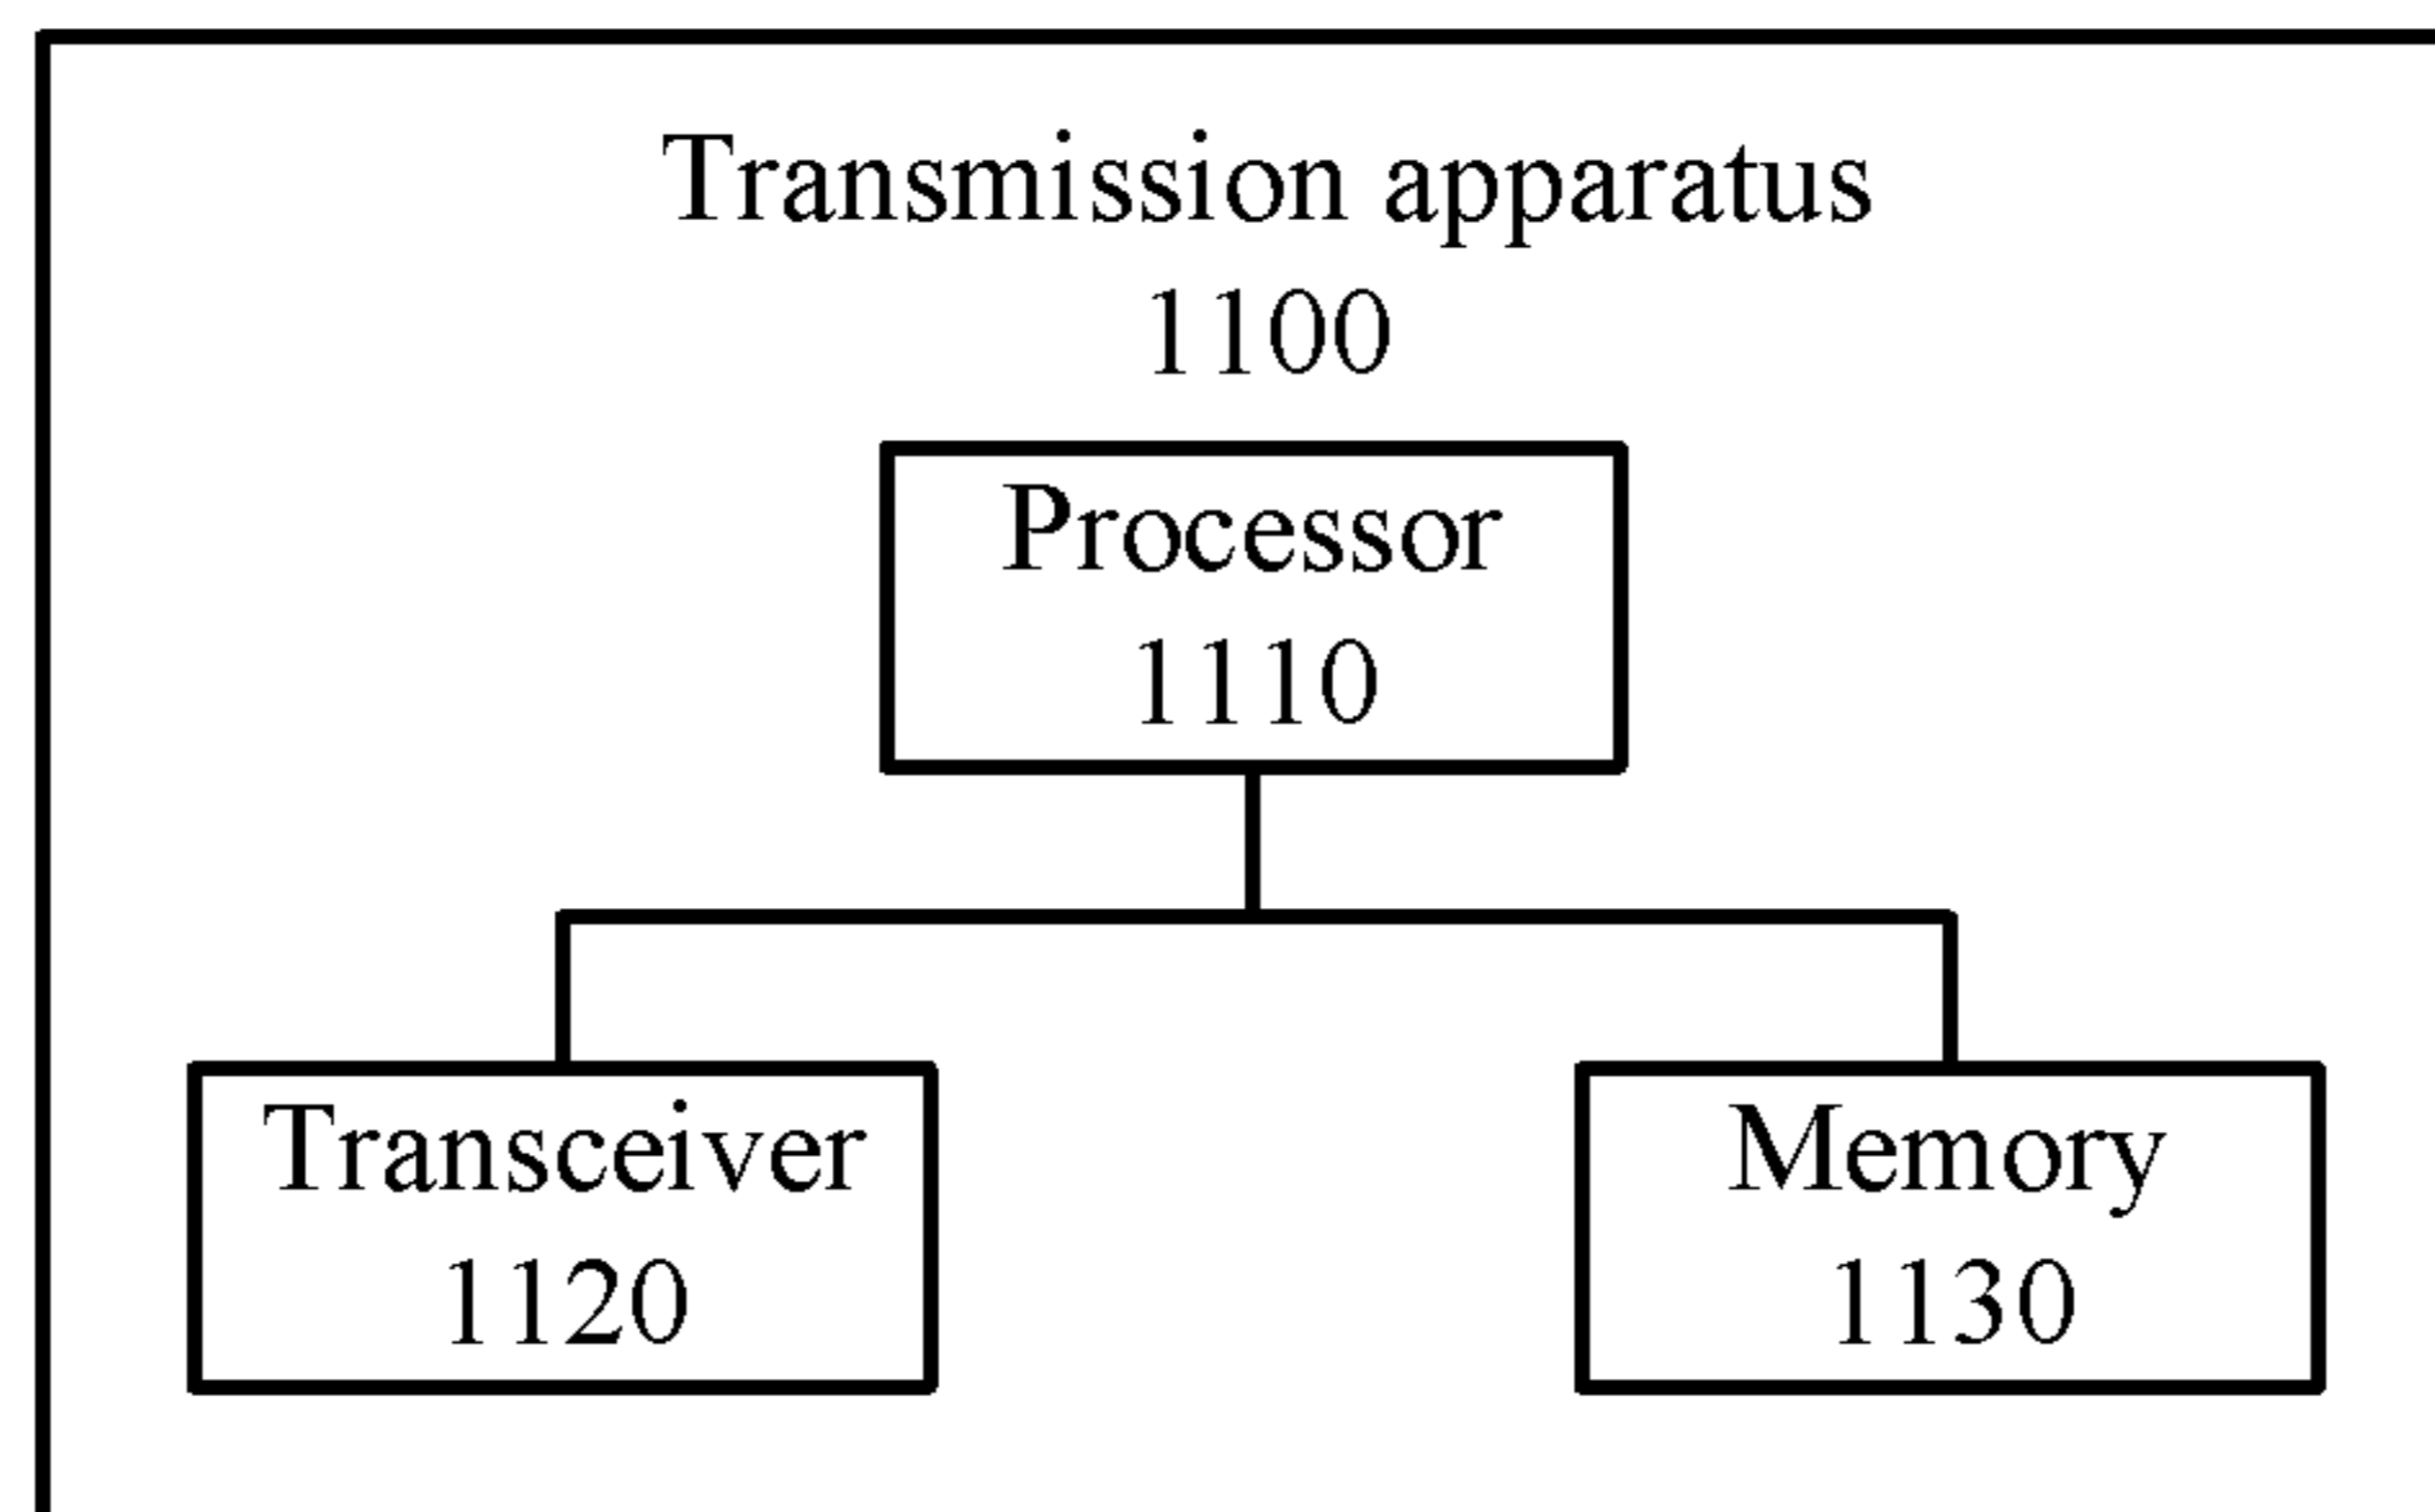 Transmission apparatus
1100
Processor
1110
Transceiver
1120
Memory
1130